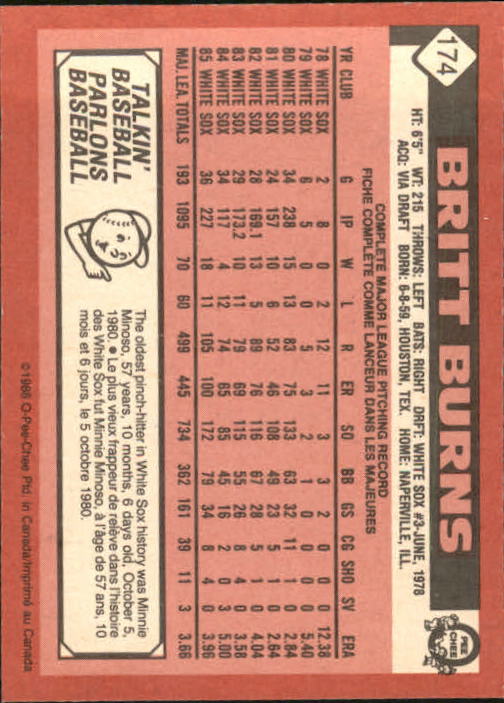 174
BRITT BURNS
O PEE CHEE
HT: 6'5" WT: 215 THROWS: LEFT BATS: RIGHT DRFT: WHITE SOX #3-JUNE, 1978
ACQ: VIA DRAFT BORN: 6-8-59, HOUSTON, TEX. HOME: NAPERVILLE, ILL.
COMPLETE MAJOR LEAGUE PITCHING RECORD
FICHE COMPLÈTE COMME LANCEUR DANS LES MAJEURES
YR CLUB G IP W L R ER SO BB GS CG SHO SV ERA
78 WHITE SOX 2 8 0 2 12 11 3 3 2 0 0 0 12.38
79 WHITE SOX 6 5 0 0 5 3 2 1 0 0 0 0 5.40
80 WHITE SOX 34 238 15 13 83 75 133 63 32 11 1 0 2.84
81 WHITE SOX 24 157 10 6 52 46 108 49 23 5 1 0 2.64
82 WHITE SOX 28 169.1 13 5 89 76 116 67 28 5 1 0 4.04
83 WHITE SOX 29 173.2 10 11 79 69 115 55 26 8 4 0 3.58
84 WHITE SOX 34 117 4 12 74 65 85 45 16 2 0 3 5.00
85 WHITE SOX 36 227 18 11 105 100 172 79 34 8 4 0 3.96
MAJ. LEA. TOTALS 193 1095 70 60 499 445 734 362 161 39 11 3 3.66
TALKIN'
BASEBALL
PARLONS
BASEBALL
The oldest pinch-hitter in White Sox history was Minnie
Minoso, 57 years, 10 months, 6 days old, October 5,
1980. ● Le plus vieux frappeur de relève dans l'histoire
des White Sox fut Minnie Minoso, à l'âge de 57 ans, 10
mois et 6 jours, le 5 octobre 1980.
© 1986 O-Pee-Chee Ptd. in Canada/Imprimé au Canada